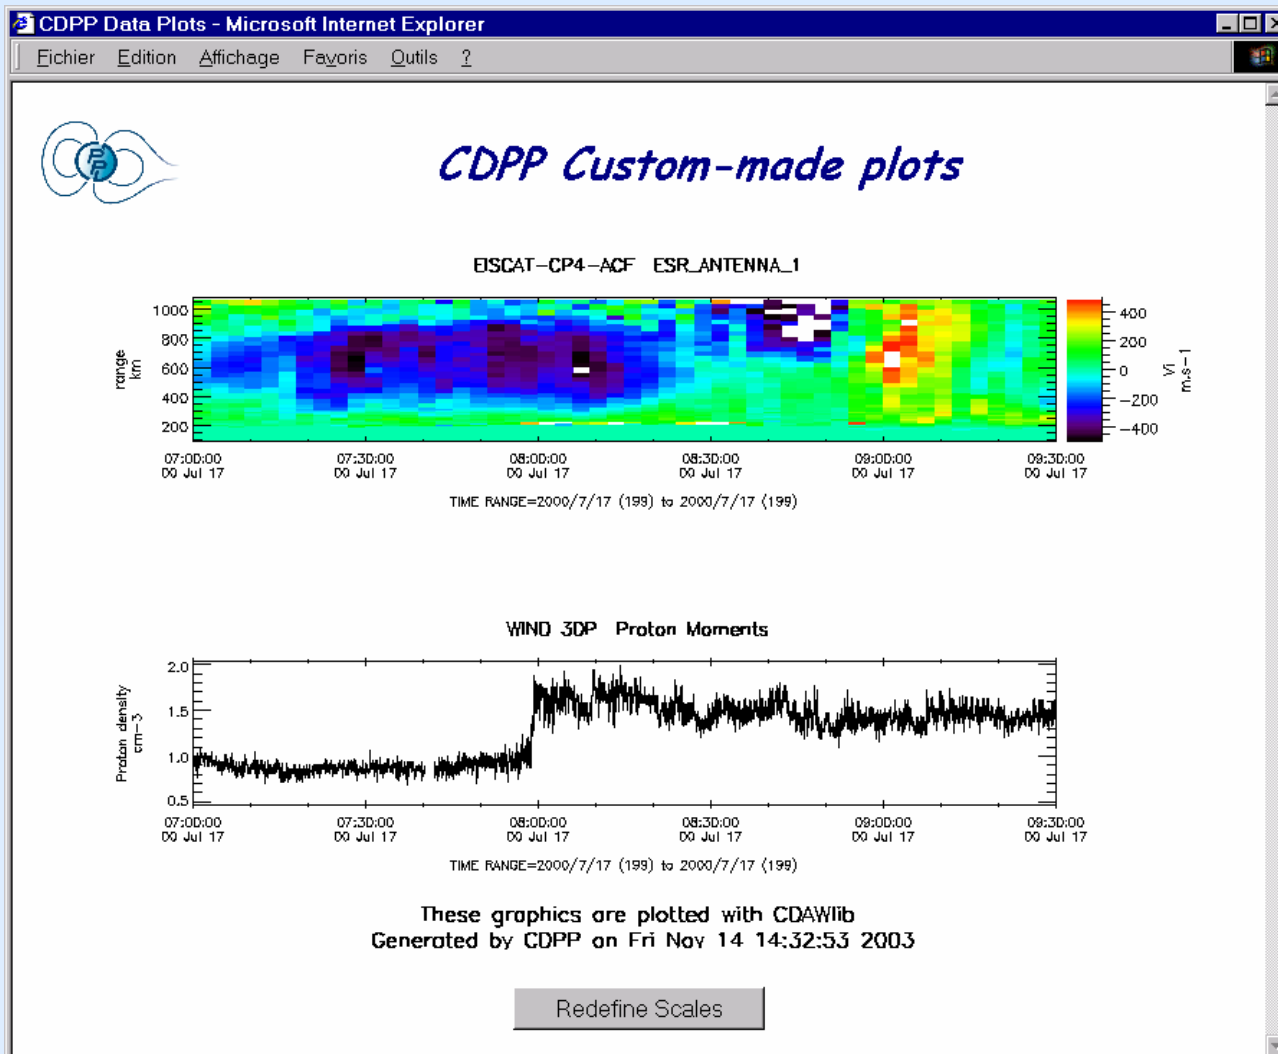 CDPP Data Plots - Microsoft Internet Explorer
Fichier Edition Affichage Favoris Outils ?
CDPP Custom-made plots
EISCAT-CP4-ACF ESR_ANTENNA_1
1000
800
600
400
200
range
km
400
200
0
-200
-400
Vi
m.s-1
07:00:00 07:30:00 08:00:00 08:30:00 09:00:00 09:30:00
00 Jul 17 00 Jul 17 00 Jul 17 00 Jul 17 00 Jul 17 00 Jul 17
TIME RANGE=2000/7/17 (199) to 2000/7/17 (199)
WIND 3DP Proton Moments
2.0
1.5
1.0
0.5
Proton density
cm-3
07:00:00 07:30:00 08:00:00 08:30:00 09:00:00 09:30:00
00 Jul 17 00 Jul 17 00 Jul 17 00 Jul 17 00 Jul 17 00 Jul 17
TIME RANGE=2000/7/17 (199) to 2000/7/17 (199)
These graphics are plotted with CDAWlib
Generated by CDPP on Fri Nov 14 14:32:53 2003
Redefine Scales